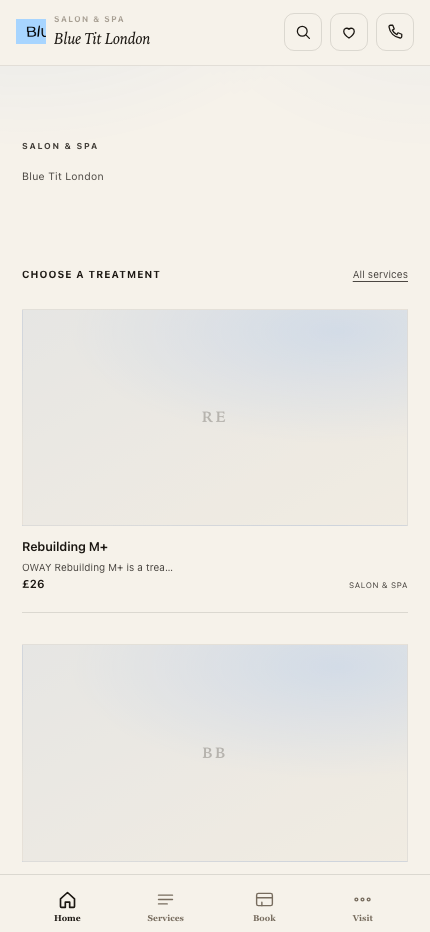 Blu
SALON & SPA
Blue Tit London
SALON & SPA
Blue Tit London
CHOOSE A TREATMENT
All services
RE
Rebuilding M+
OWAY Rebuilding M+ is a trea...
£26
SALON & SPA
BB
Home
Services
Book
Visit